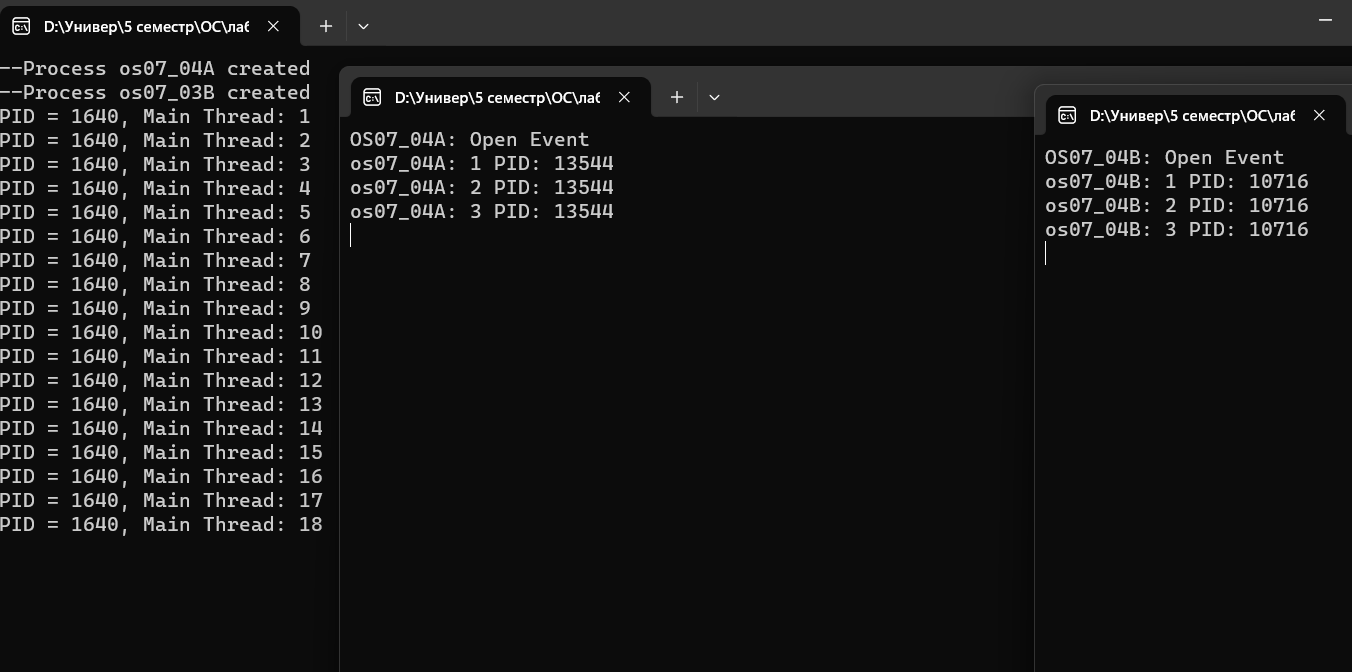 D:\Универ\5 семестр\ОС\лаб
--Process os07_04A created
--Process os07_03B created
PID = 1640, Main Thread: 1
PID = 1640, Main Thread: 2
PID = 1640, Main Thread: 3
PID = 1640, Main Thread: 4
PID = 1640, Main Thread: 5
PID = 1640, Main Thread: 6
PID = 1640, Main Thread: 7
PID = 1640, Main Thread: 8
PID = 1640, Main Thread: 9
PID = 1640, Main Thread: 10
PID = 1640, Main Thread: 11
PID = 1640, Main Thread: 12
PID = 1640, Main Thread: 13
PID = 1640, Main Thread: 14
PID = 1640, Main Thread: 15
PID = 1640, Main Thread: 16
PID = 1640, Main Thread: 17
PID = 1640, Main Thread: 18
D:\Универ\5 семестр\ОС\лаб
OS07_04A: Open Event
os07_04A: 1 PID: 13544
os07_04A: 2 PID: 13544
os07_04A: 3 PID: 13544
D:\Универ\5 семестр\ОС\лаб
OS07_04B: Open Event
os07_04B: 1 PID: 10716
os07_04B: 2 PID: 10716
os07_04B: 3 PID: 10716